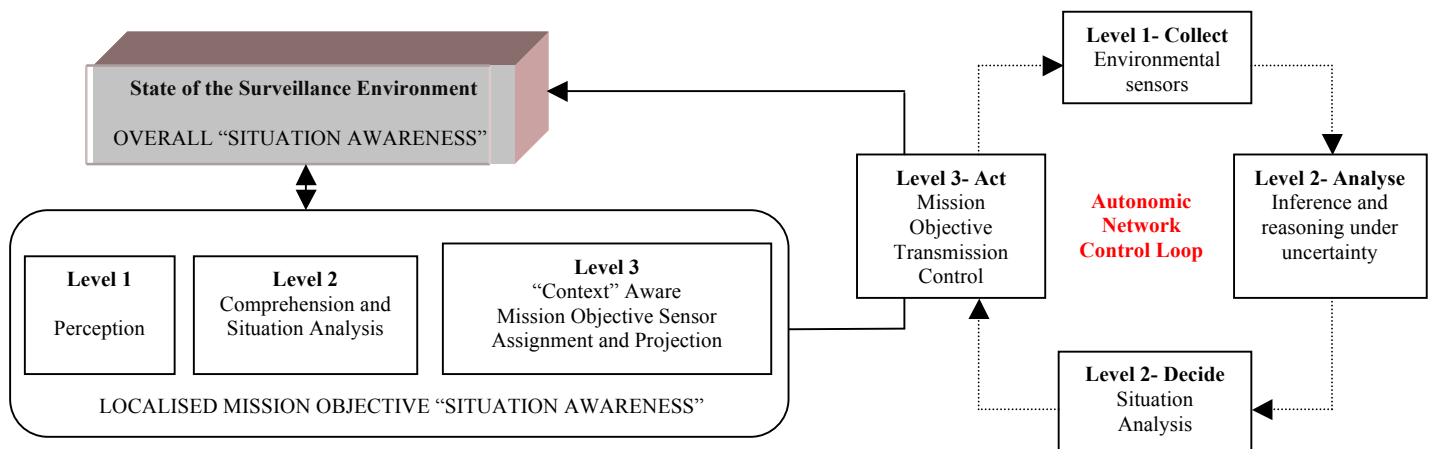 State of the Surveillance Environment
OVERALL “SITUATION AWARENESS”
Level 1
Perception
Level 2
Comprehension and
Situation Analysis
Level 3
“Context” Aware
Mission Objective Sensor
Assignment and Projection
LOCALISED MISSION OBJECTIVE “SITUATION AWARENESS”
Level 1- Collect
Environmental
sensors
Level 2- Analyse
Inference and
reasoning under
uncertainty
Level 2- Decide
Situation
Analysis
Level 3- Act
Mission
Objective
Transmission
Control
Autonomic
Network
Control Loop